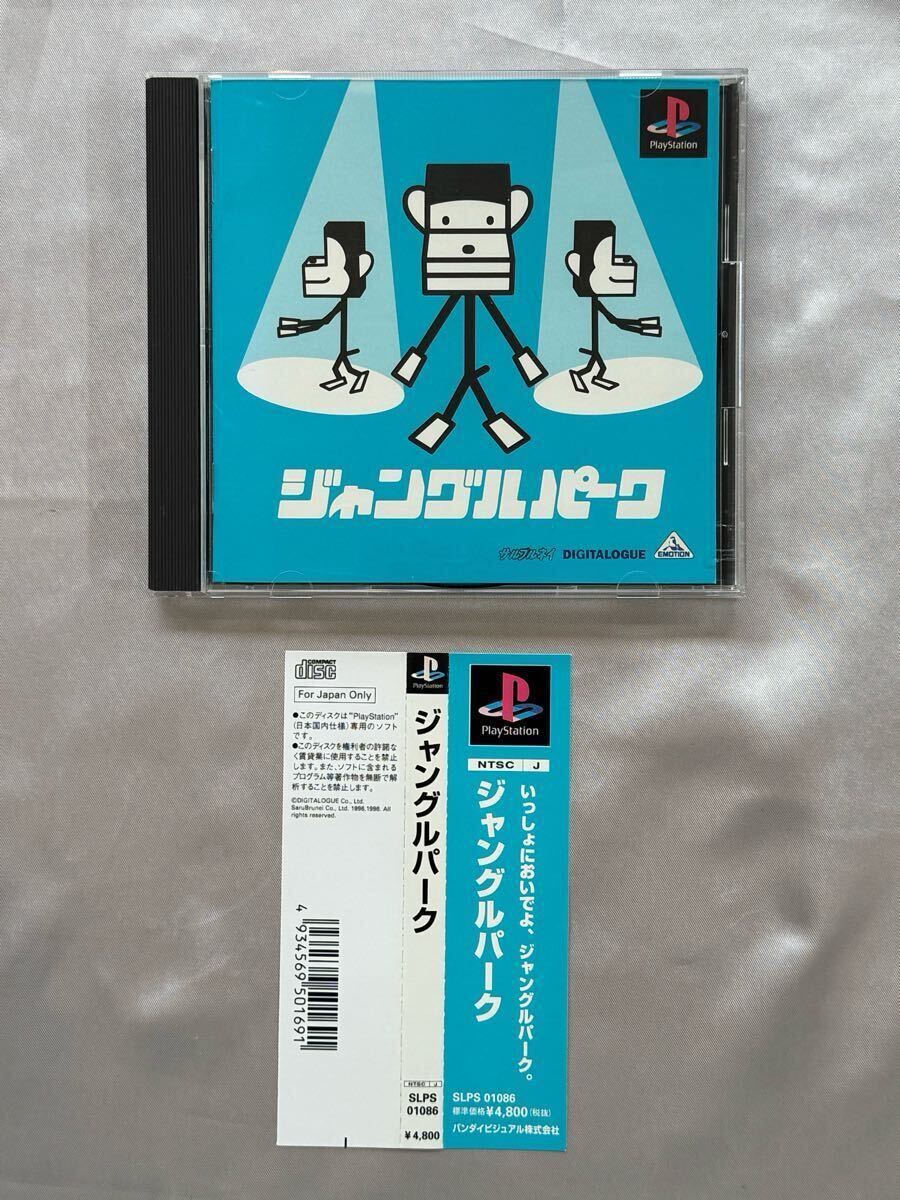 PlayStation
ジャングルパーク
サルブルネイ DIGITALOGUE EMOTION
COMPACT
disc
For Japan Only
●このディスクは"PlayStation"
(日本国内仕様)専用のソフト
です。
●このディスクを権利者の許諾な
く賃貸業に使用することを禁止
します。また、ソフトに含まれる
プログラム等著作物を無断で解
析することを禁止します。
©DIGITALOGUE Co., Ltd.
SaruBrunei Co., Ltd. 1996,1998. All
rights reserved.
4 934569 501691
PlayStation
ジャングルパーク
NTSC J
SLPS
01086
¥4,800
PlayStation
NTSC J
いっしょにおいでよ、ジャングルパーク。
ジャングルパーク
SLPS 01086
標準価格¥4,800(税抜)
バンダイビジュアル株式会社